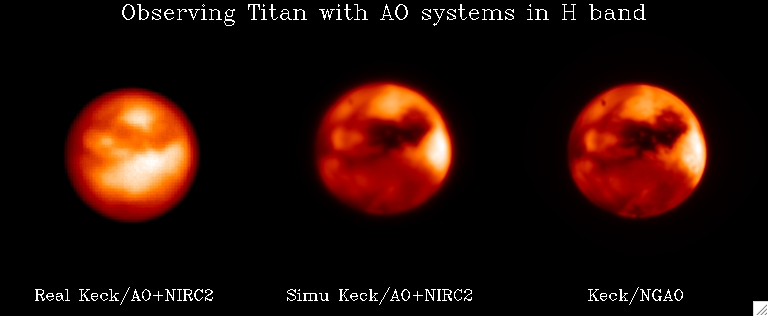 Observing Titan with AO systems in H band
Real Keck/AO+NIRC2
Simu Keck/AO+NIRC2
Keck/NGAO